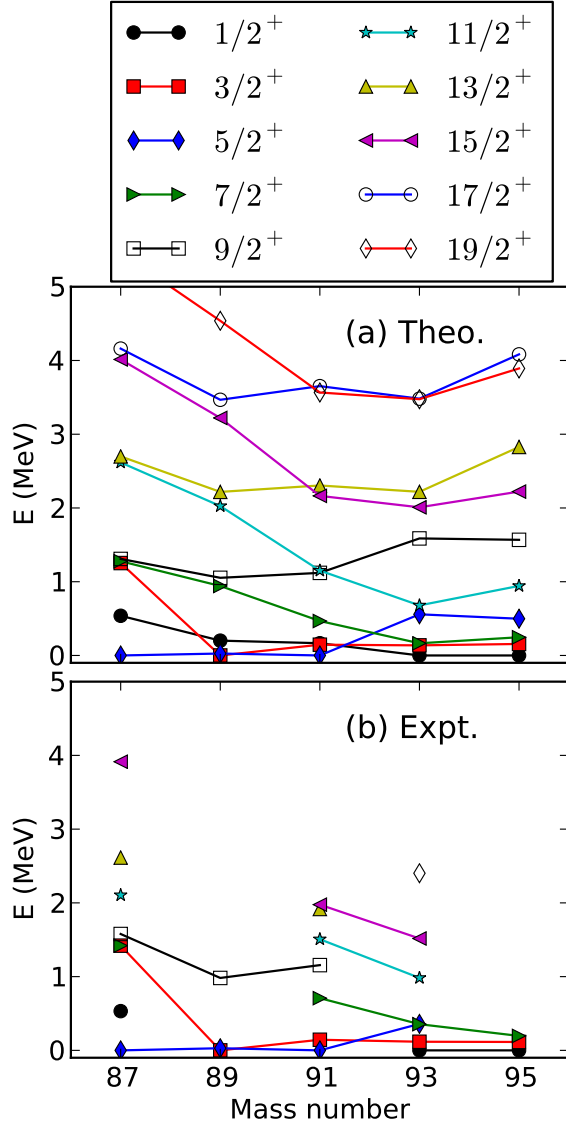 1/2⁺ 11/2⁺
3/2⁺ 13/2⁺
5/2⁺ 15/2⁺
7/2⁺ 17/2⁺
9/2⁺ 19/2⁺
(a) Theo.
5
4
3
2
1
0
E (MeV)
(b) Expt.
5
4
3
2
1
0
E (MeV)
87 89 91 93 95
Mass number